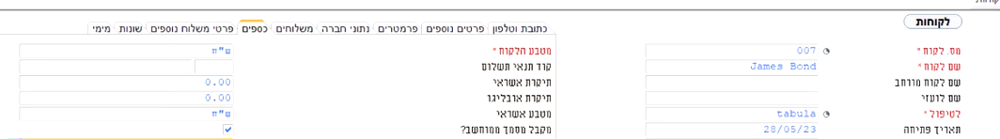 לקוחות
מס. לקוח * 007
שם לקוח * James Bond
שם לקוח מורחב
שם לועזי
לטיפול * tabula
תאריך פתיחה 28/05/23
כתובת וטלפון פרטים נוספים פרמטרים נתוני חברה משלוחים כספים פרטי משלוח נוספים שונות מימי
מטבע הלקוח * ש"ח
קוד תנאי תשלום
תיקרת אשראי 0.00
תיקרת אובליגו 0.00
מטבע אשראי ש"ח
מקבל מסמך ממוחשב?